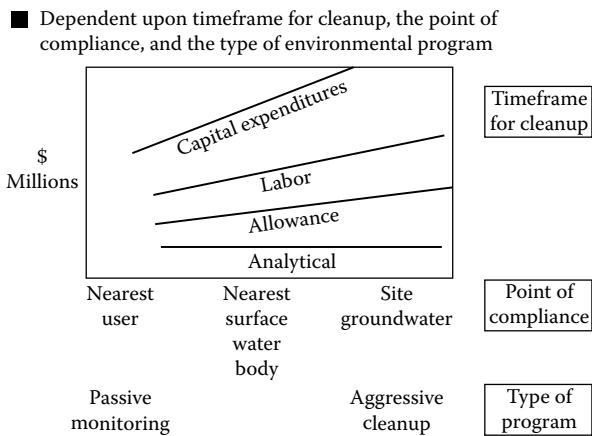 Dependent upon timeframe for cleanup, the point of
compliance, and the type of environmental program
Timeframe
for cleanup
Capital expenditures
$
Millions
Labor
Allowance
Analytical
Nearest
user
Nearest
surface
water
body
Site
groundwater
Point of
compliance
Passive
monitoring
Aggressive
cleanup
Type of
program